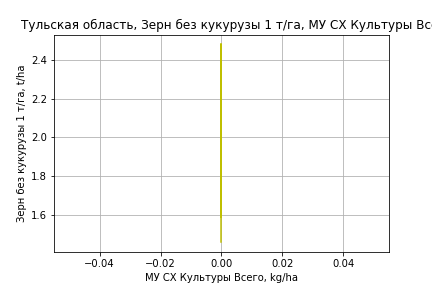 Тульская область, Зерн без кукурузы 1 т/га, МУ СХ Культуры Вс
Зерн без кукурузы 1 т/га, t/ha
2.4
2.2
2.0
1.8
1.6
−0.04 −0.02 0.00 0.02 0.04
МУ СХ Культуры Всего, kg/ha